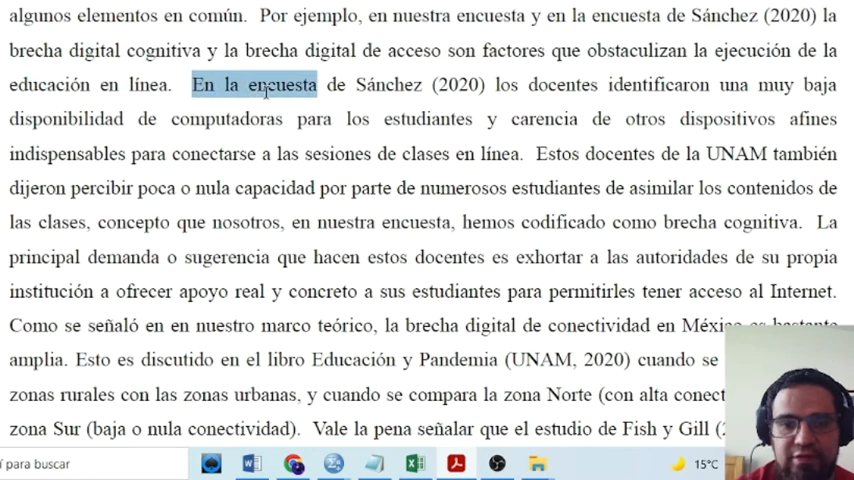 algunos elementos en común. Por ejemplo, en nuestra encuesta y en la encuesta de Sánchez (2020) la
brecha digital cognitiva y la brecha digital de acceso son factores que obstaculizan la ejecución de la
educación en línea. En la encuesta de Sánchez (2020) los docentes identificaron una muy baja
disponibilidad de computadoras para los estudiantes y carencia de otros dispositivos afines
indispensables para conectarse a las sesiones de clases en línea. Estos docentes de la UNAM también
dijeron percibir poca o nula capacidad por parte de numerosos estudiantes de asimilar los contenidos de
las clases, concepto que nosotros, en nuestra encuesta, hemos codificado como brecha cognitiva. La
principal demanda o sugerencia que hacen estos docentes es exhortar a las autoridades de su propia
institución a ofrecer apoyo real y concreto a sus estudiantes para permitirles tener acceso al Internet.
Como se señaló en en nuestro marco teórico, la brecha digital de conectividad en México es bastante
amplia. Esto es discutido en el libro Educación y Pandemia (UNAM, 2020) cuando se
zonas rurales con las zonas urbanas, y cuando se compara la zona Norte (con alta
zona Sur (baja o nula conectividad). Vale la pena señalar que el estudio de Fish y Gill
para buscar
15°C